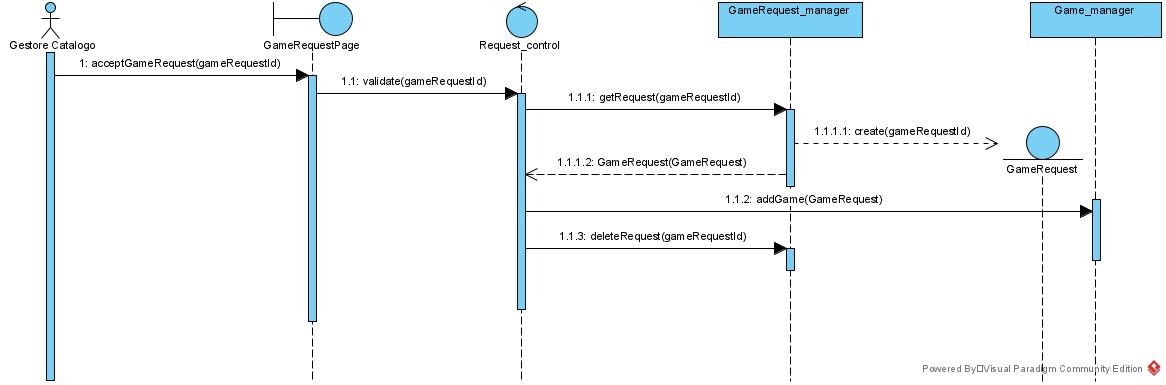 GameRequest_manager
Game_manager
Gestore Catalogo
GameRequestPage
Request_control
1: acceptGameRequest(gameRequestId)
1.1: validate(gameRequestId)
1.1.1: getRequest(gameRequestId)
1.1.1.1: create(gameRequestId)
1.1.1.2: GameRequest(GameRequest)
GameRequest
1.1.2: addGame(GameRequest)
1.1.3: deleteRequest(gameRequestId)
Powered By□Visual Paradigm Community Edition